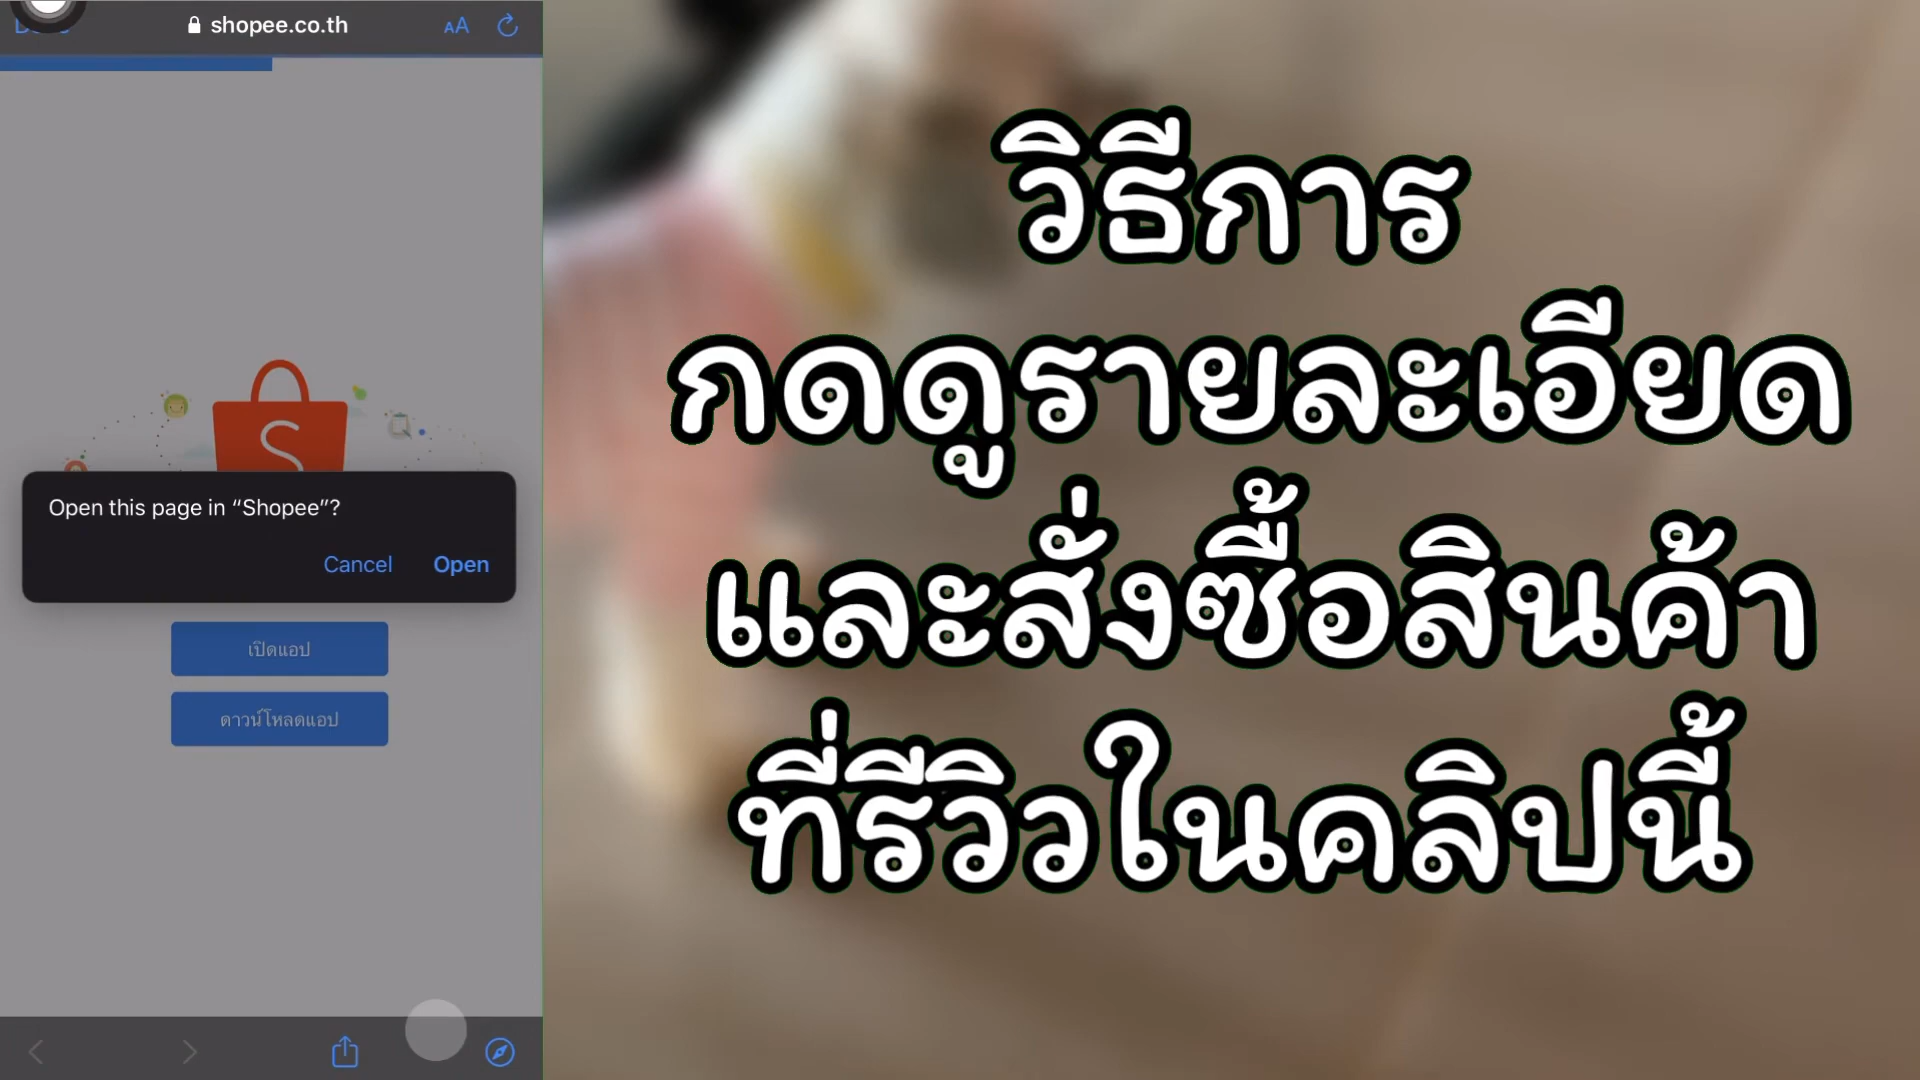 shopee.co.th
AA
Open this page in “Shopee”?
Cancel
Open
เปิดแอป
ดาวน์โหลดแอป
วิธีการ
กดดูรายละเอียด
และสั่งซื้อสินค้า
ที่รีวิวในคลิปนี้